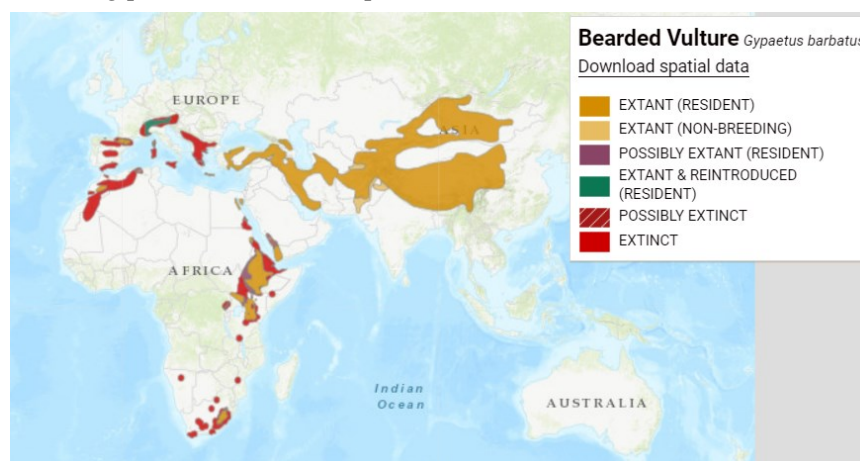 Bearded Vulture Gypaetus barbatus
Download spatial data
EXTANT (RESIDENT)
EXTANT (NON-BREEDING)
POSSIBLY EXTANT (RESIDENT)
EXTANT & REINTRODUCED
(RESIDENT)
POSSIBLY EXTINCT
EXTINCT
EUROPE
ASIA
AFRICA
Indian
Ocean
AUSTRALIA